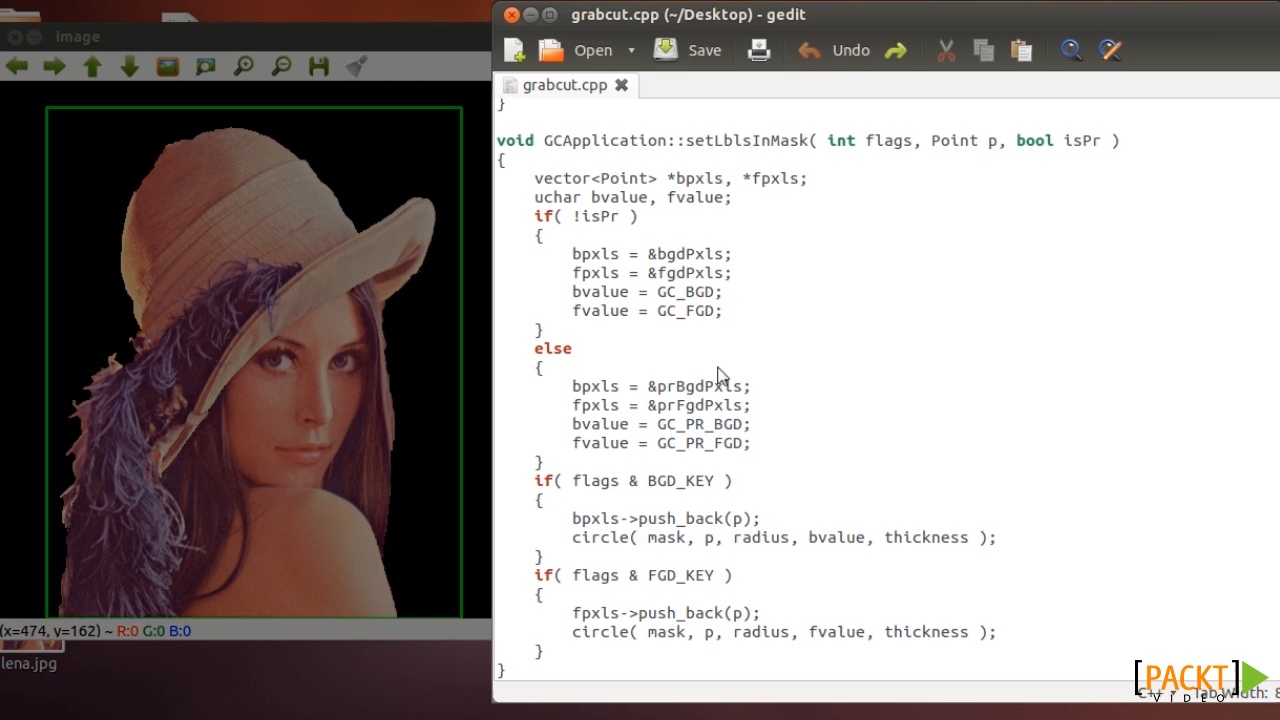 image
(x=474, y=162) ~ R:0 G:0 B:0
lena.jpg
grabcut.cpp (~/Desktop) - gedit
Open Save Undo
grabcut.cpp
}
void GCApplication::setLblsInMask( int flags, Point p, bool isPr )
{
vector<Point> *bpxls, *fpxls;
uchar bvalue, fvalue;
if( !isPr )
{
bpxls = &bgdPxls;
fpxls = &fgdPxls;
bvalue = GC_BGD;
fvalue = GC_FGD;
}
else
{
bpxls = &prBgdPxls;
fpxls = &prFgdPxls;
bvalue = GC_PR_BGD;
fvalue = GC_PR_FGD;
}
if( flags & BGD_KEY )
{
bpxls->push_back(p);
circle( mask, p, radius, bvalue, thickness );
}
if( flags & FGD_KEY )
{
fpxls->push_back(p);
circle( mask, p, radius, fvalue, thickness );
}
}
C++ Tab Width: 8
[PACKT]
VIDEO